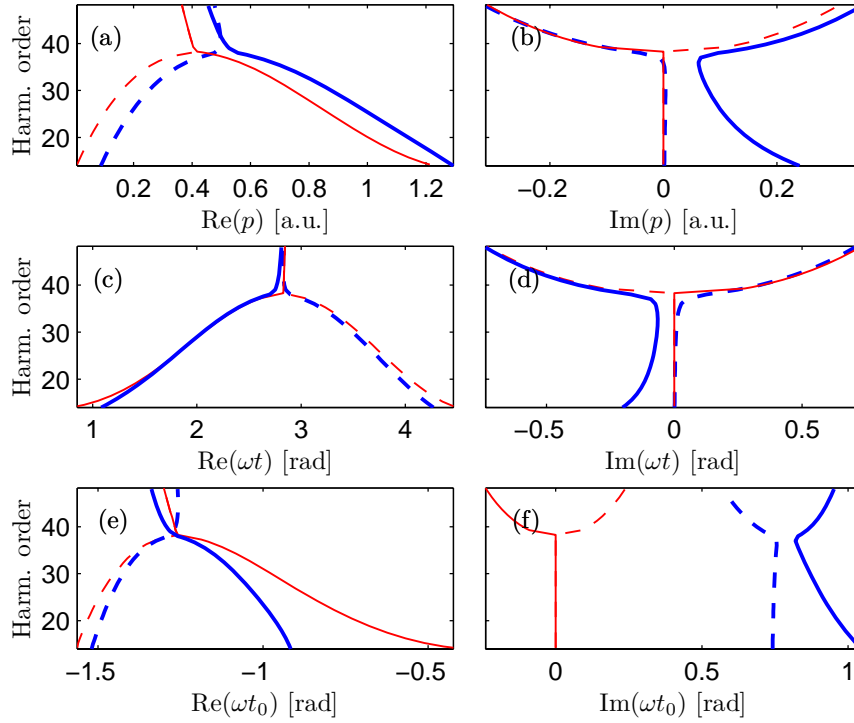 (a) (b)
Harm. order
40
30
20
0.2 0.4 0.6 0.8 1 1.2
−0.2 0 0.2
Re(p) [a.u.] Im(p) [a.u.]
(c) (d)
Harm. order
40
30
20
1 2 3 4
−0.5 0 0.5
Re(ωt) [rad] Im(ωt) [rad]
(e) (f)
Harm. order
40
30
20
−1.5 −1 −0.5
0 0.5 1
Re(ωt₀) [rad] Im(ωt₀) [rad]